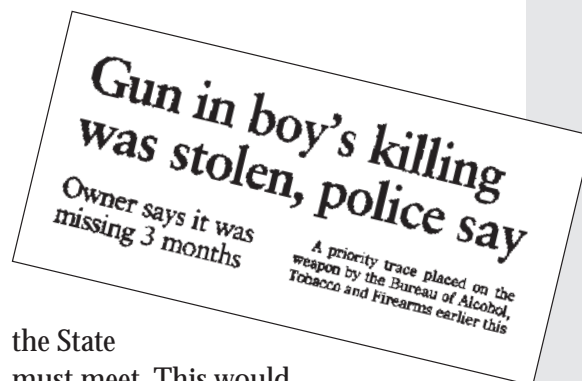 Gun in boy's killing
was stolen, police say
Owner says it was
missing 3 months
A priority trace placed on the
weapon by the Bureau of Alcohol,
Tobacco and Firearms earlier this
the State
must meet. This would